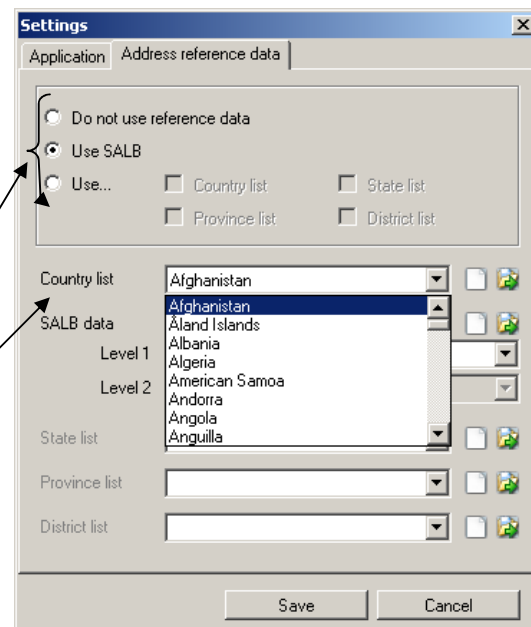 Settings
Application Address reference data
Do not use reference data
Use SALB
Use... Country list State list
Province list District list
Country list Afghanistan
Afghanistan
Åland Islands
SALB data
Albania
Level 1
Algeria
American Samoa
Level 2
Andorra
Angola
State list
Anguilla
Province list
District list
Save Cancel